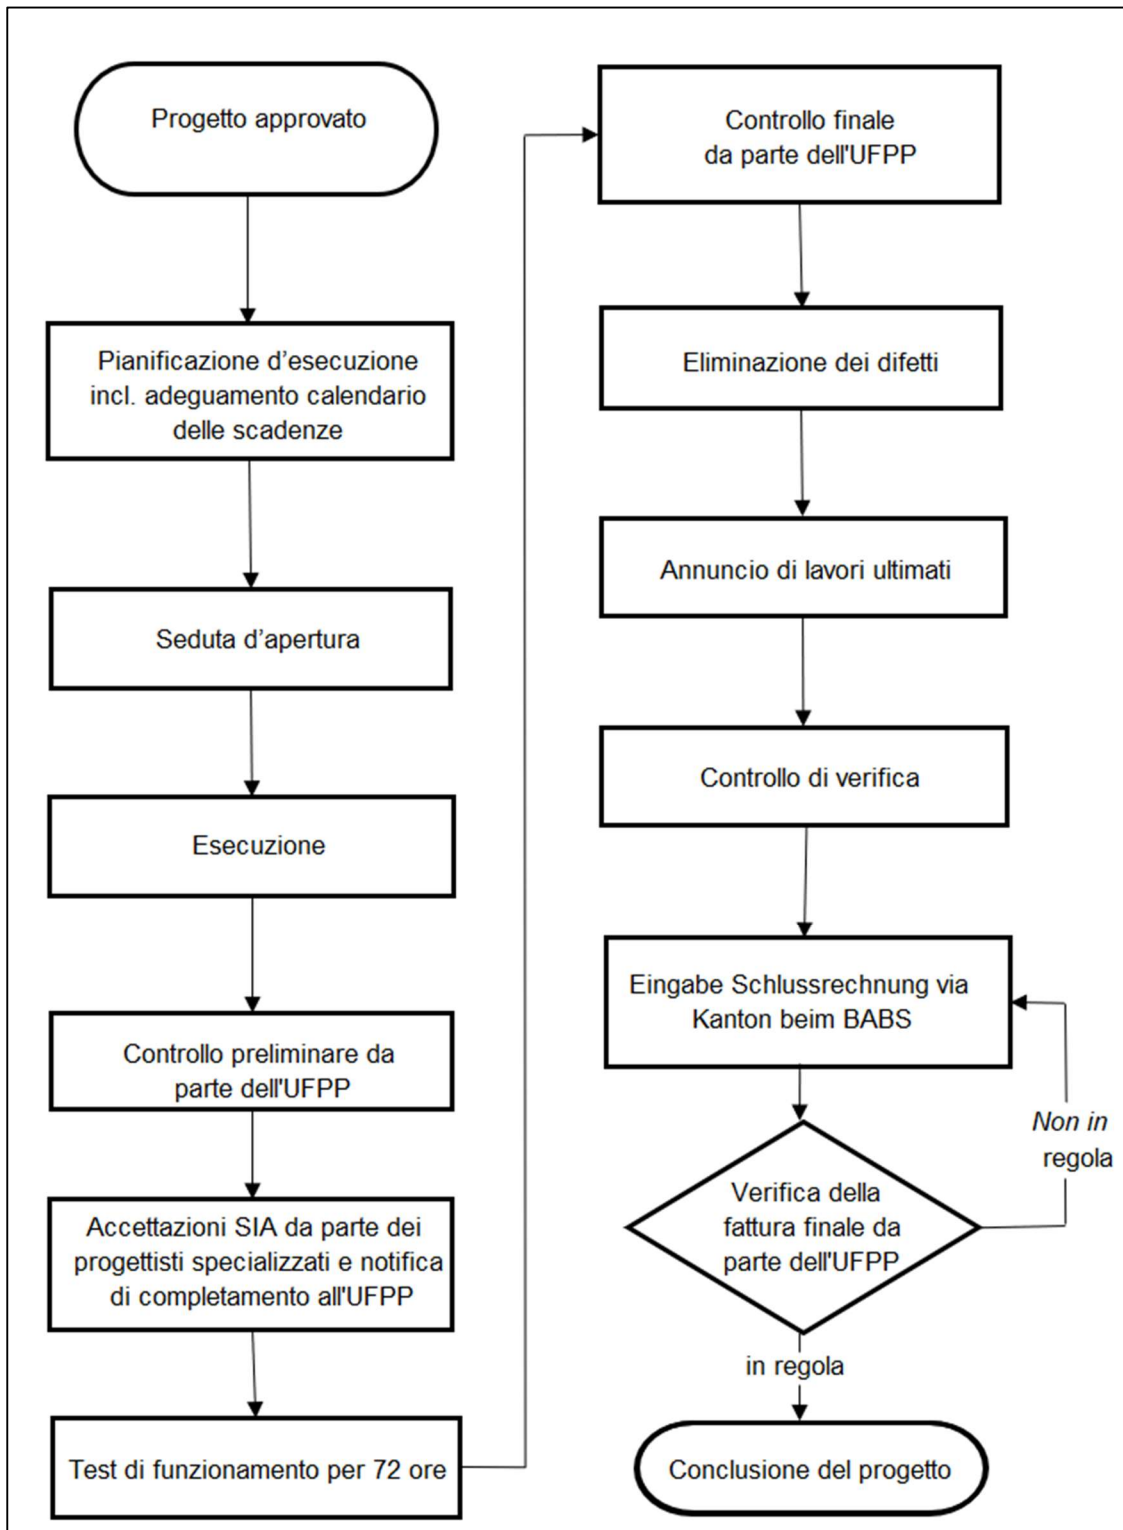 Progetto approvato
Pianificazione d’esecuzione
incl. adeguamento calendario
delle scadenze
Seduta d’apertura
Esecuzione
Controllo preliminare da
parte dell'UFPP
Accettazioni SIA da parte dei
progettisti specializzati e notifica
di completamento all'UFPP
Test di funzionamento per 72 ore
Controllo finale
da parte dell'UFPP
Eliminazione dei difetti
Annuncio di lavori ultimati
Controllo di verifica
Eingabe Schlussrechnung via
Kanton beim BABS
Non in
regola
Verifica della
fattura finale da
parte dell'UFPP
in regola
Conclusione del progetto